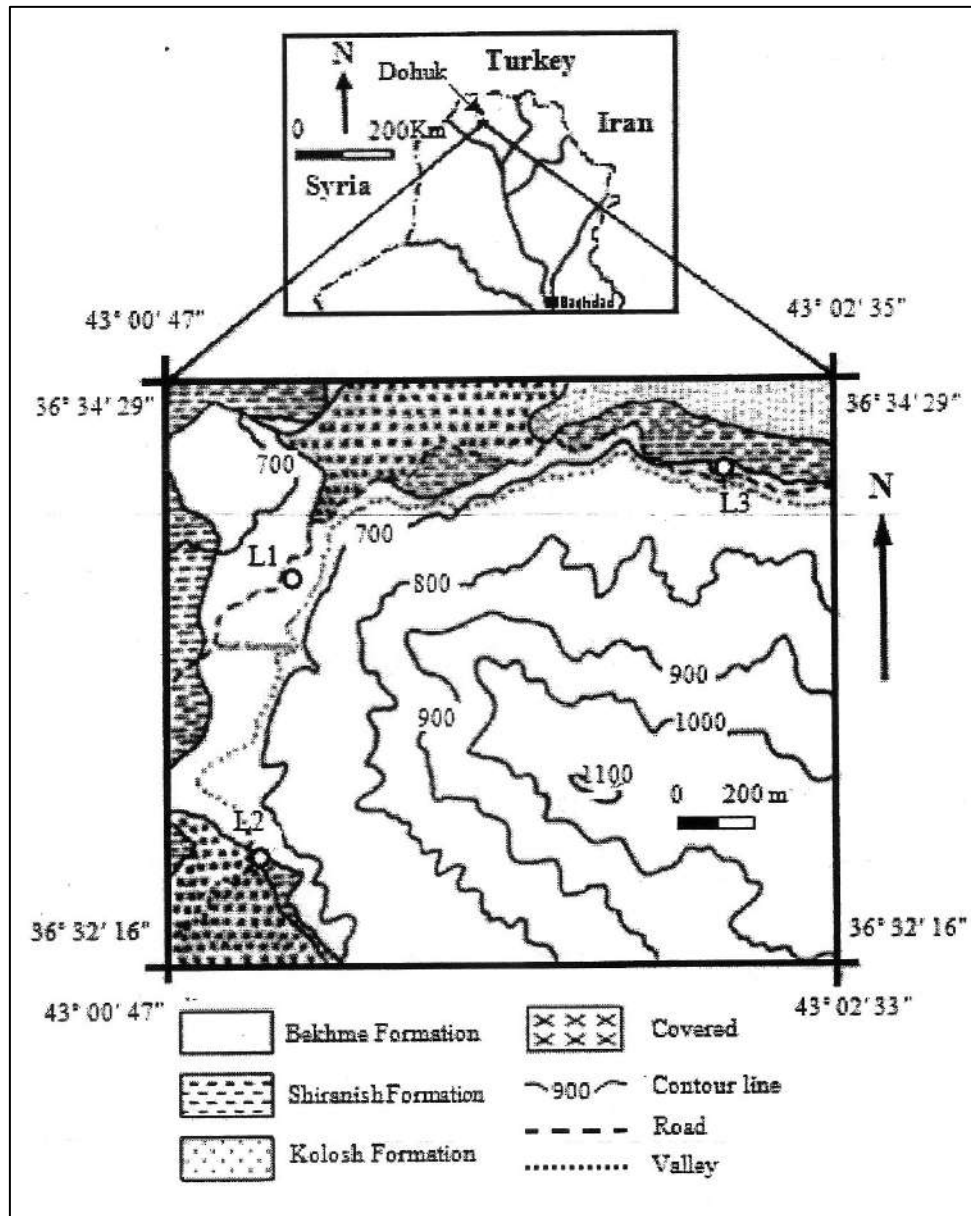 N
Turkey
Dohuk
Iran
0 200Km
Syria
Baghdad
43° 00' 47"
43° 02' 35"
36° 34' 29"
36° 34' 29"
700
N
L3
700
L1
800
900
900
1000
1100
0 200 m
L2
36° 32' 16"
36° 32' 16"
43° 00' 47"
43° 02' 33"
Bekhme Formation
Covered
Shiranish Formation
900 Contour line
Road
Kolosh Formation
Valley